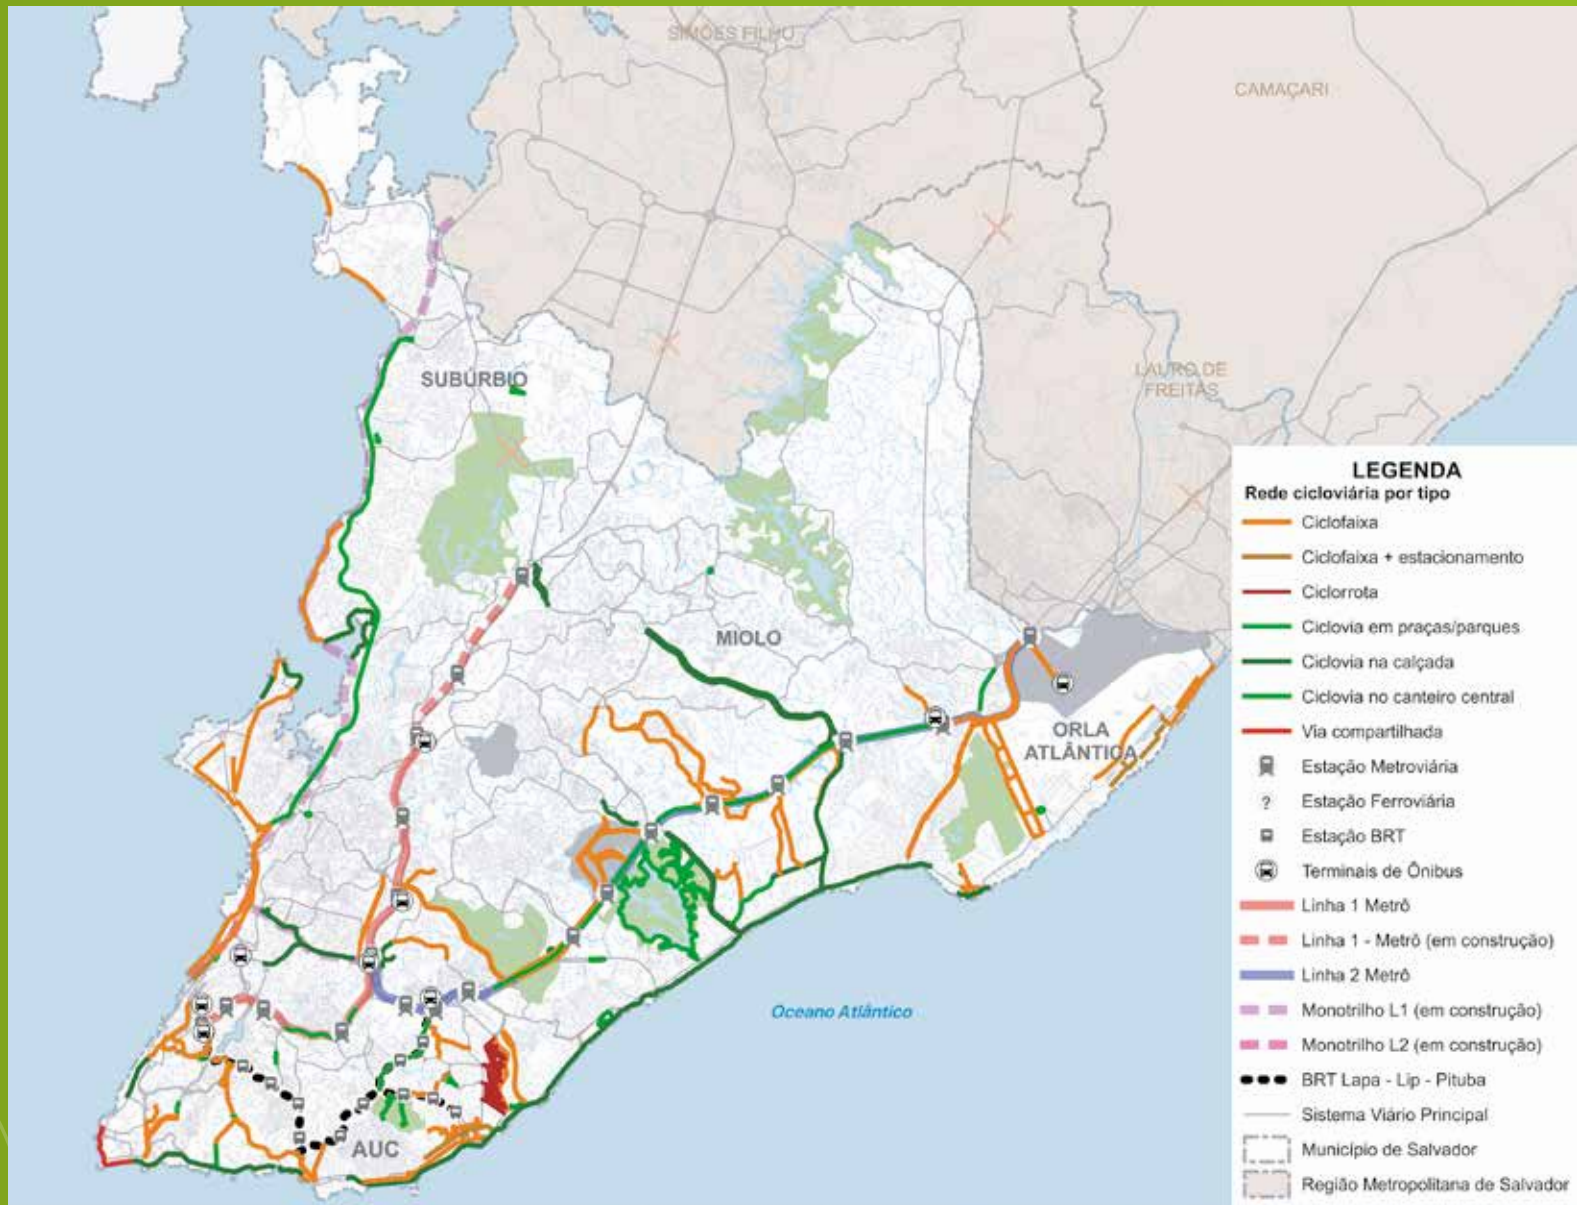 SIMÕES FILHO
CAMAÇARI
LAURO DE
FREITAS
SUBÚRBIO
MIOLO
ORLA
ATLÂNTICA
Oceano Atlântico
AUC
LEGENDA
Rede cicloviária por tipo
Ciclofaixa
Ciclofaixa + estacionamento
Ciclorrota
Ciclovia em praças/parques
Ciclovia na calçada
Ciclovia no canteiro central
Via compartilhada
Estação Metroviária
? Estação Ferroviária
Estação BRT
Terminais de Ônibus
Linha 1 Metrô
Linha 1 - Metrô (em construção)
Linha 2 Metrô
Monotrilho L1 (em construção)
Monotrilho L2 (em construção)
BRT Lapa - Lip - Pituba
Sistema Viário Principal
Município de Salvador
Região Metropolitana de Salvador